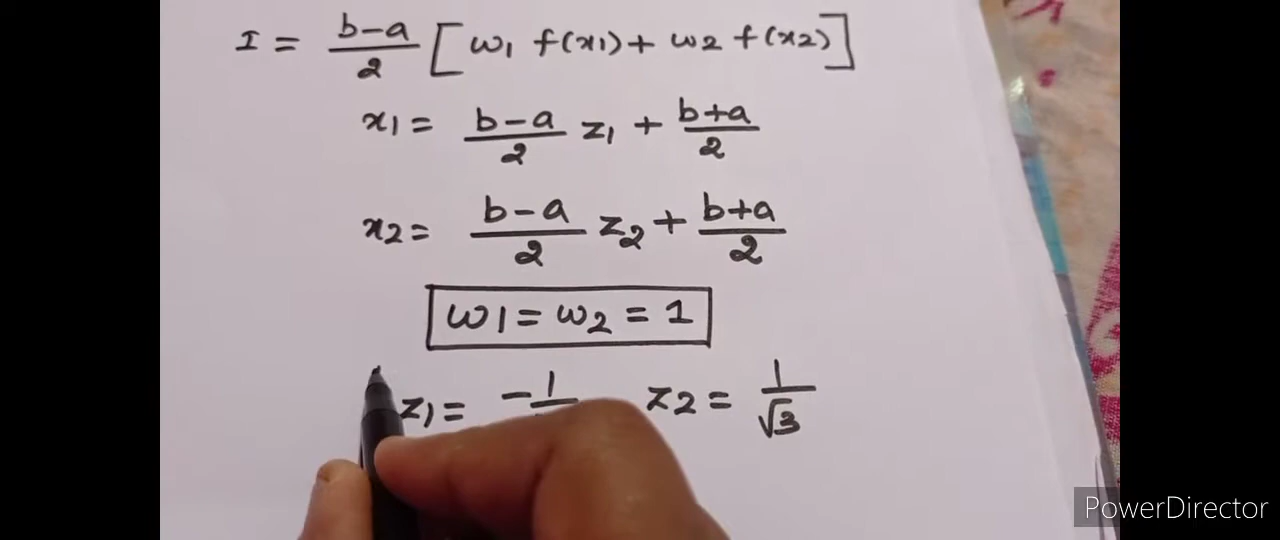 I = b-a/2 [ w1 f(x1) + w2 f(x2) ]
x1 = b-a/2 z1 + b+a/2
x2 = b-a/2 z2 + b+a/2
w1 = w2 = 1
z1 = -1/ z2 = 1/√3
PowerDirector